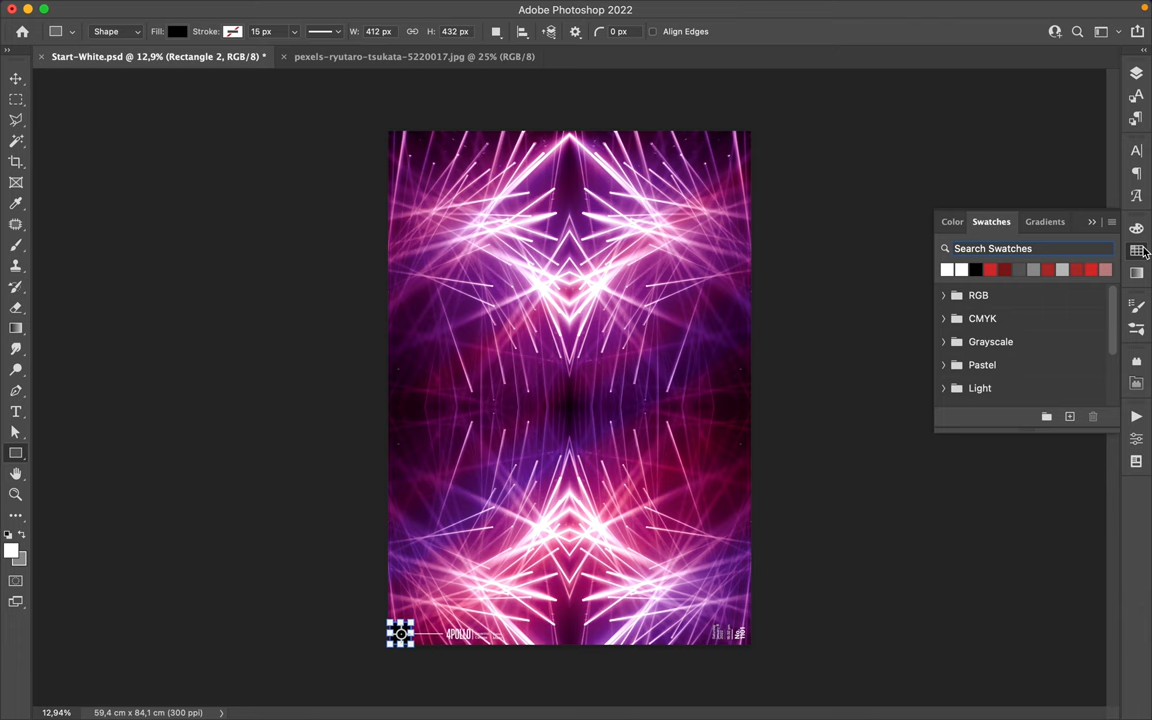 Adobe Photoshop 2022
Shape Fill: Stroke: 15 px W: 412 px H: 432 px 0 px Align Edges
Start-White.psd @ 12,9% (Rectangle 2, RGB/8) * pexels-ryutaro-tsukata-5220017.jpg @ 25% (RGB/8)
Color Swatches Gradients
Search Swatches
RGB
CMYK
Grayscale
Pastel
Light
4POLLO
12,94% 59,4 cm x 84,1 cm (300 ppi)